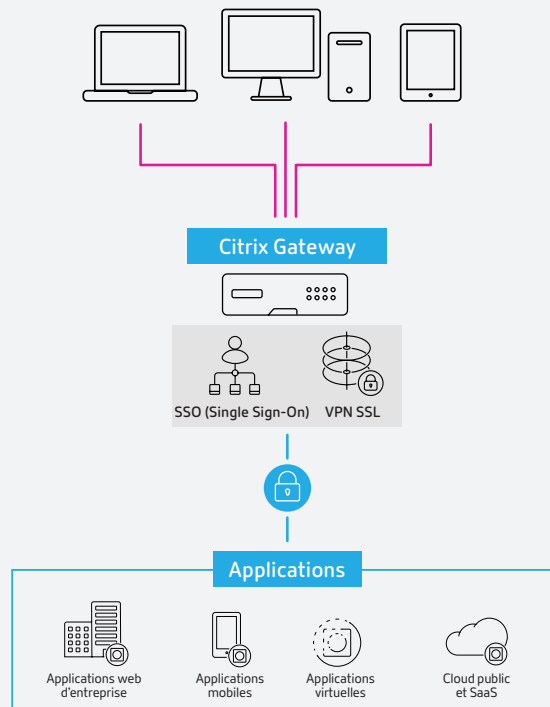 Citrix Gateway
SSO (Single Sign-On) VPN SSL
Applications
Applications web
d'entreprise
Applications
mobiles
Applications
virtuelles
Cloud public
et SaaS